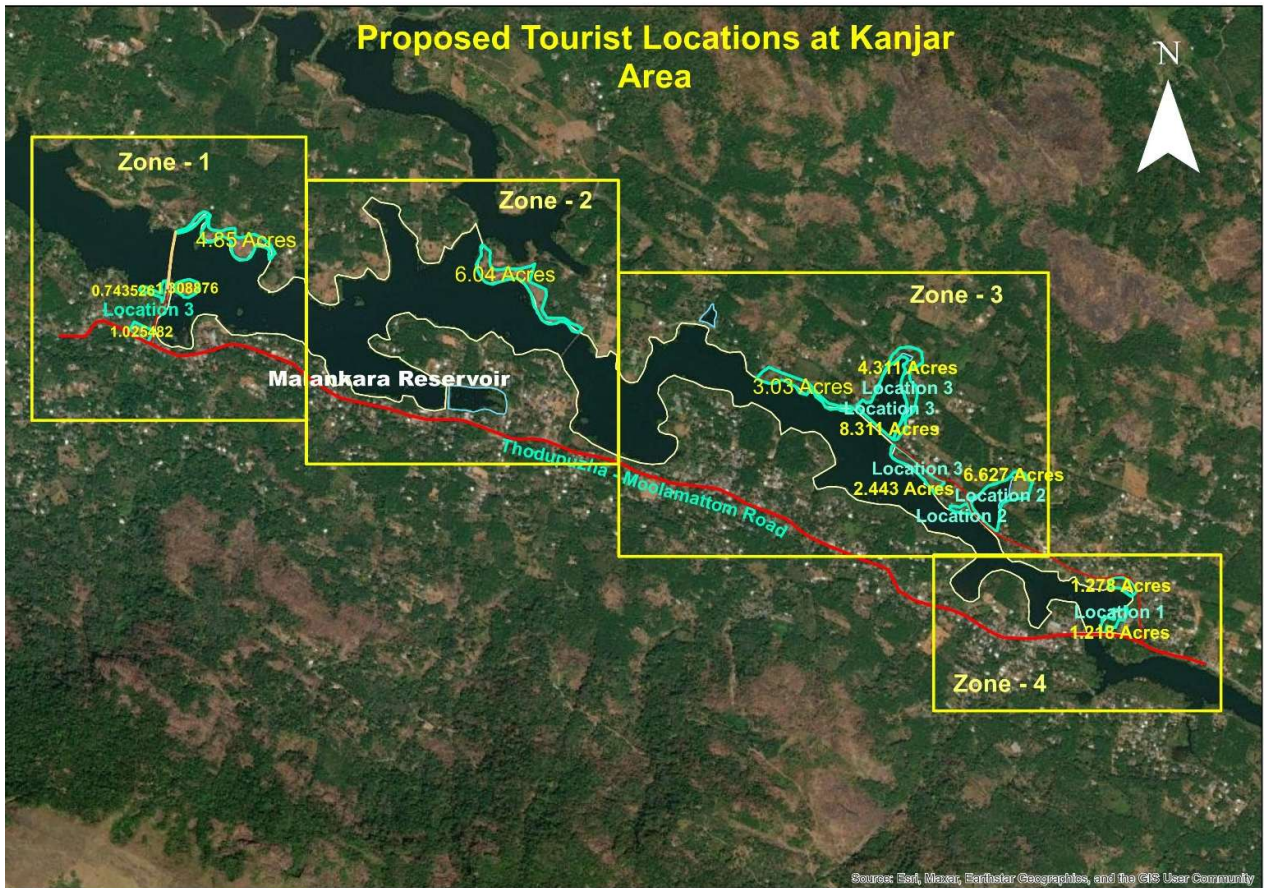 Proposed Tourist Locations at Kanjar
Area
N
Zone - 1
Zone - 2
Zone - 3
4.85 Acres
6.04 Acres
0.743526
1.308876
Location 3
1.025482
Malankara Reservoir
3.03 Acres
4.311 Acres
Location 3
Location 3
8.311 Acres
Thodupuzha - Moolamattom Road
Location 3
6.627 Acres
2.443 Acres
Location 2
Location 2
1.278 Acres
Location 1
1.218 Acres
Zone - 4
Source: Esri, Maxar, Earthstar Geographics, and the GIS User Community